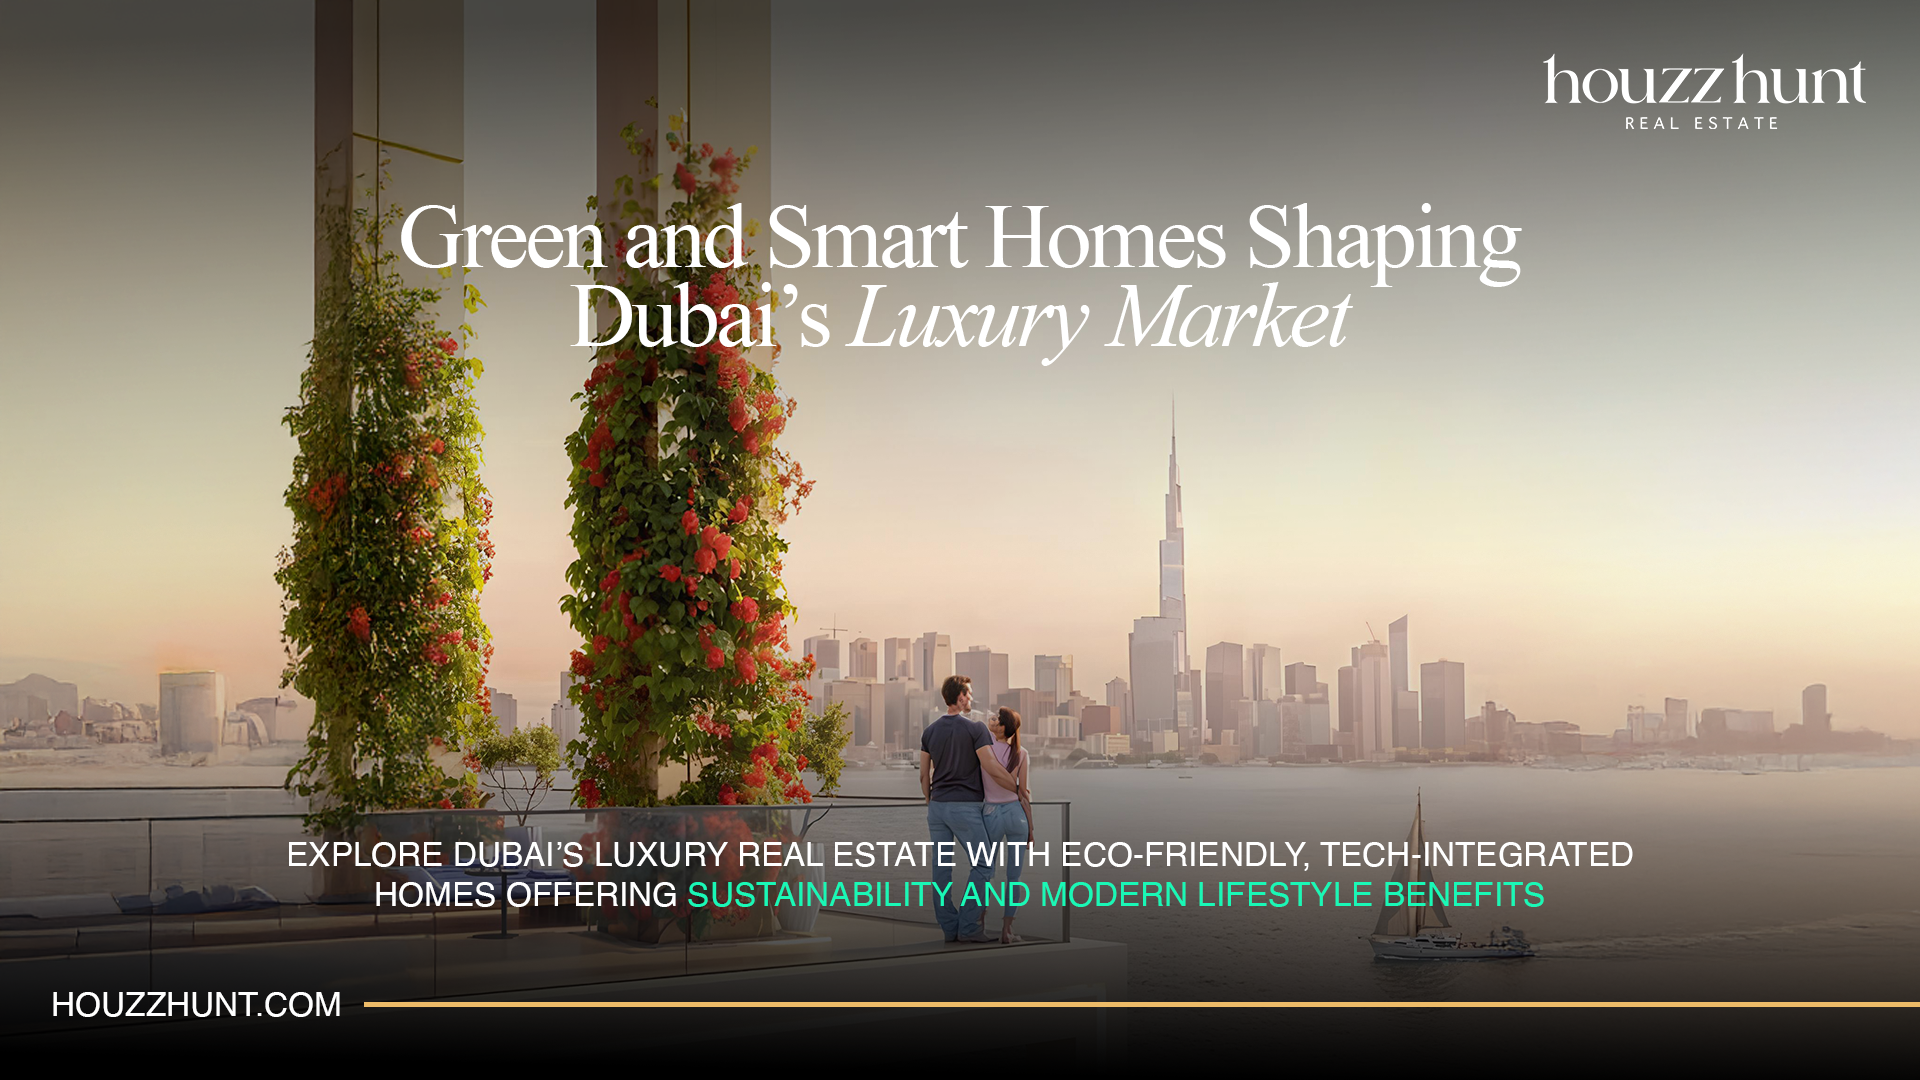 houzz hunt
REAL ESTATE
Green and Smart Homes Shaping
Dubai’s Luxury Market
EXPLORE DUBAI’S LUXURY REAL ESTATE WITH ECO-FRIENDLY, TECH-INTEGRATED
HOMES OFFERING SUSTAINABILITY AND MODERN LIFESTYLE BENEFITS
HOUZZHUNT.COM